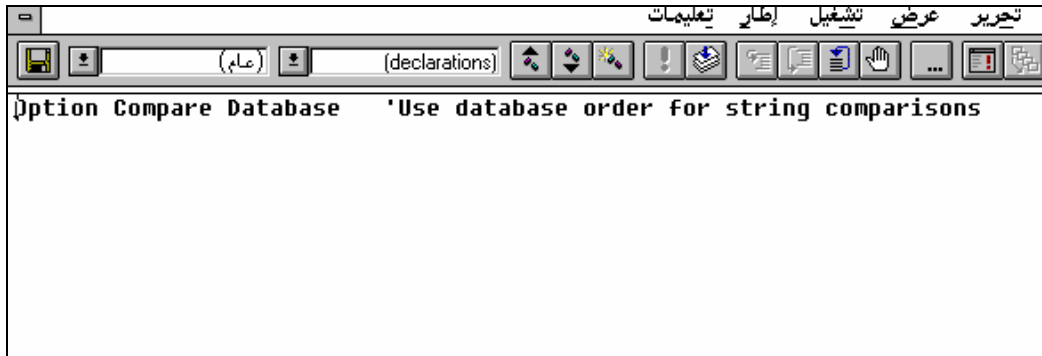 تحرير عرض تشغيل إطار تعليمات
(عام) (declarations)
Option Compare Database 'Use database order for string comparisons